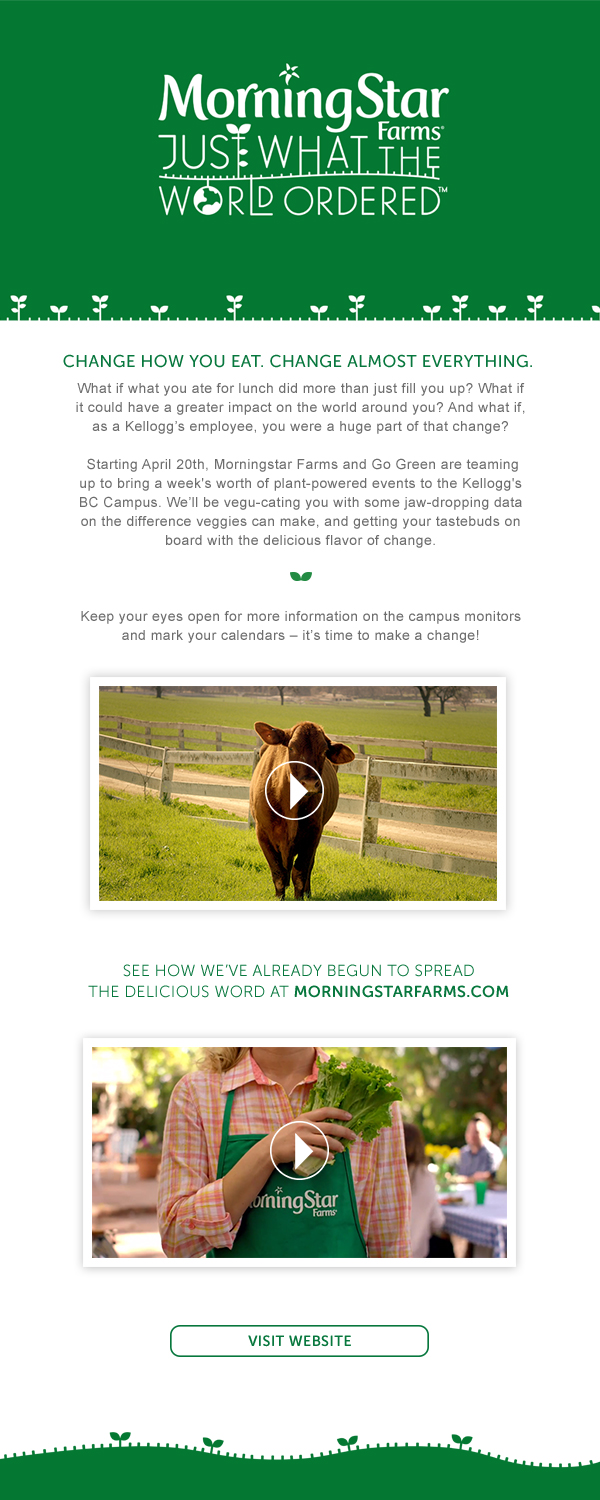 MorningStar
Farms®
JUST WHAT THE
WORLD ORDERED™
CHANGE HOW YOU EAT. CHANGE ALMOST EVERYTHING.
What if what you ate for lunch did more than just fill you up? What if
it could have a greater impact on the world around you? And what if,
as a Kellogg’s employee, you were a huge part of that change?
Starting April 20th, Morningstar Farms and Go Green are teaming
up to bring a week's worth of plant-powered events to the Kellogg's
BC Campus. We’ll be vegu-cating you with some jaw-dropping data
on the difference veggies can make, and getting your tastebuds on
board with the delicious flavor of change.
Keep your eyes open for more information on the campus monitors
and mark your calendars – it’s time to make a change!
SEE HOW WE’VE ALREADY BEGUN TO SPREAD
THE DELICIOUS WORD AT MORNINGSTARFARMS.COM
MorningStar
Farms®
VISIT WEBSITE